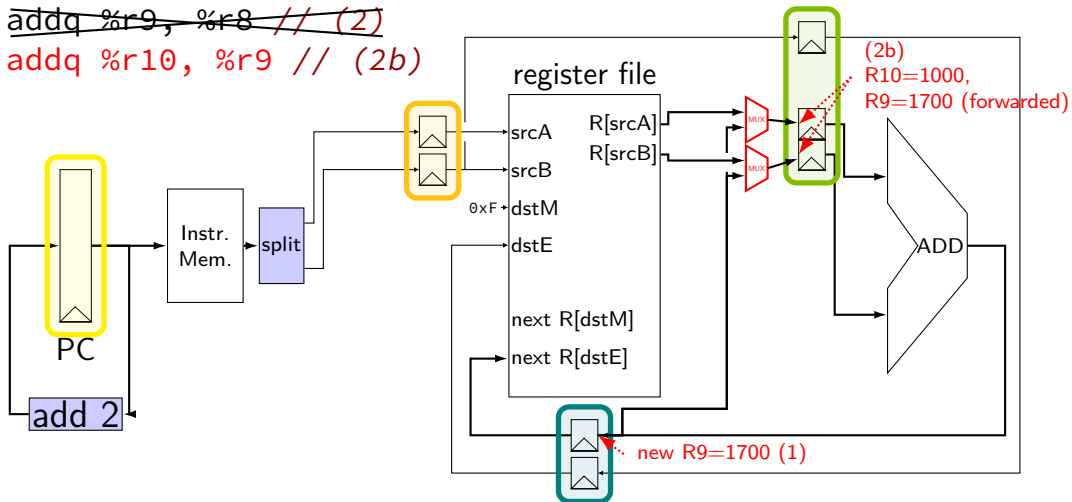 addq %r9, %r8 // (2)
addq %r10, %r9 // (2b)
register file
(2b)
R10=1000,
R9=1700 (forwarded)
srcA
R[srcA]
MUX
srcB
R[srcB]
MUX
0xF
dstM
dstE
Instr.
Mem.
split
ADD
next R[dstM]
next R[dstE]
PC
add 2
new R9=1700 (1)